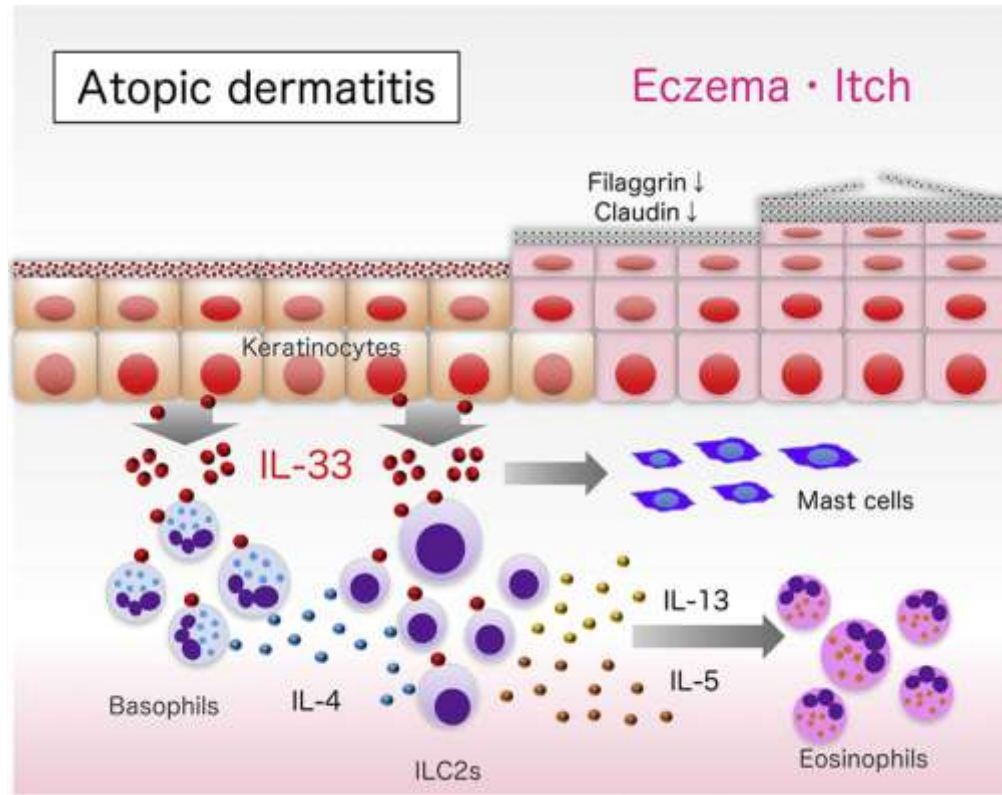 Atopic dermatitis
Eczema・Itch
Filaggrin↓
Claudin↓
Keratinocytes
IL-33
Mast cells
IL-13
IL-5
IL-4
Basophils
ILC2s
Eosinophils